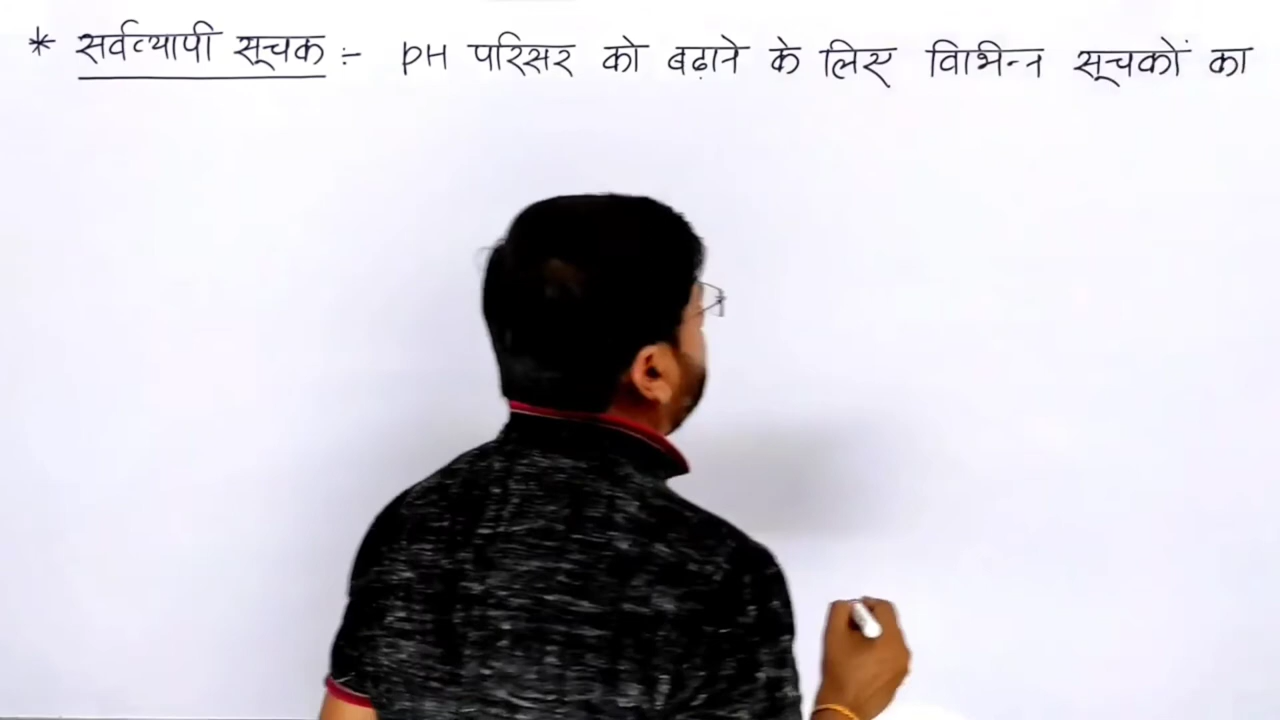 * सर्वव्यापी सूचक :- pH परिसर को बढ़ाने के लिए विभिन्न सूचकों का